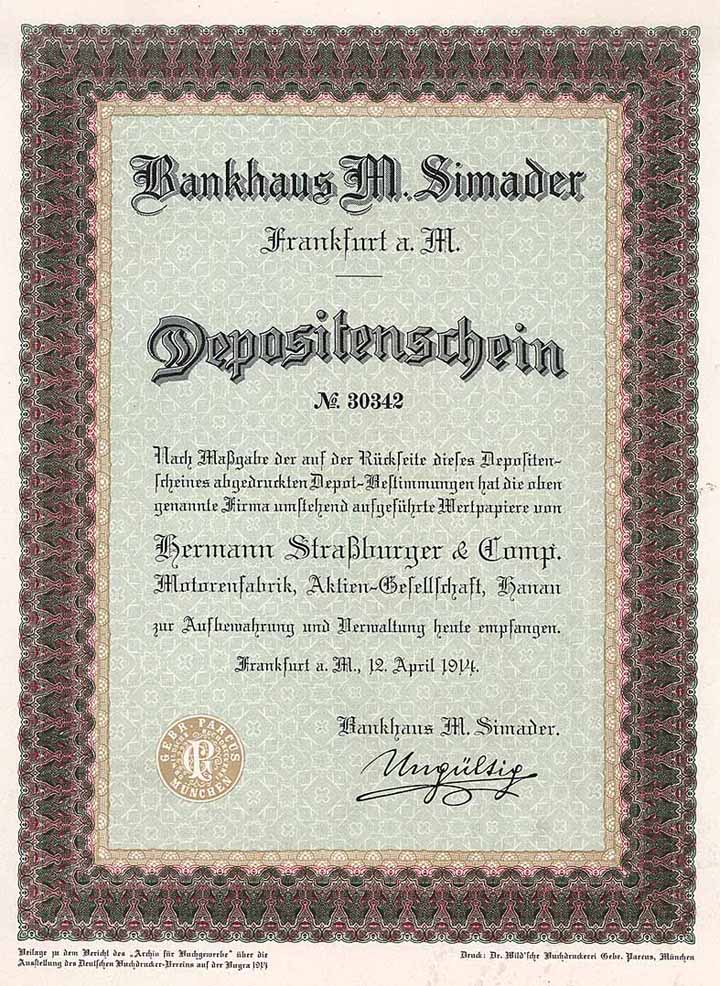 Bankhaus M. Simader
Frankfurt a. M.
Depositenschein
№ 30342
Nach Maßgabe der auf der Rückseite dieses Depositen-
scheines abgedruckten Depot-Bestimmungen hat die oben
genannte Firma umstehend aufgeführte Wertpapiere von
Hermann Straßburger & Comp.
Motorenfabrik, Aktien-Gesellschaft, Hanau
zur Aufbewahrung und Verwaltung heute empfangen.
Frankfurt a. M., 12. April 1914.
Bankhaus M. Simader.
Ungültig
GEBR. PARCUS
MÜNCHEN
Beilage zu dem Bericht des „Archiv für Buchgewerbe“ über die
Ausstellung des Deutschen Buchdrucker-Vereins auf der Bugra 1914
Druck: Dr. Wild'sche Buchdruckerei Gebr. Parcus, München